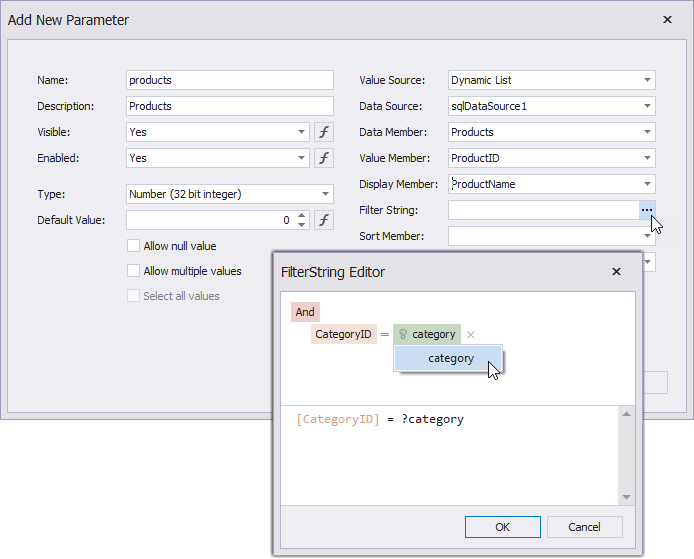 Add New Parameter
Name: products
Description: Products
Visible: Yes
Enabled: Yes
Type: Number (32 bit integer)
Default Value: 0
Allow null value
Allow multiple values
Select all values
Value Source: Dynamic List
Data Source: sqlDataSource1
Data Member: Products
Value Member: ProductID
Display Member: ProductName
Filter String: ...
Sort Member:
FilterString Editor
And
CategoryID = category
category
[CategoryID] = ?category
OK Cancel